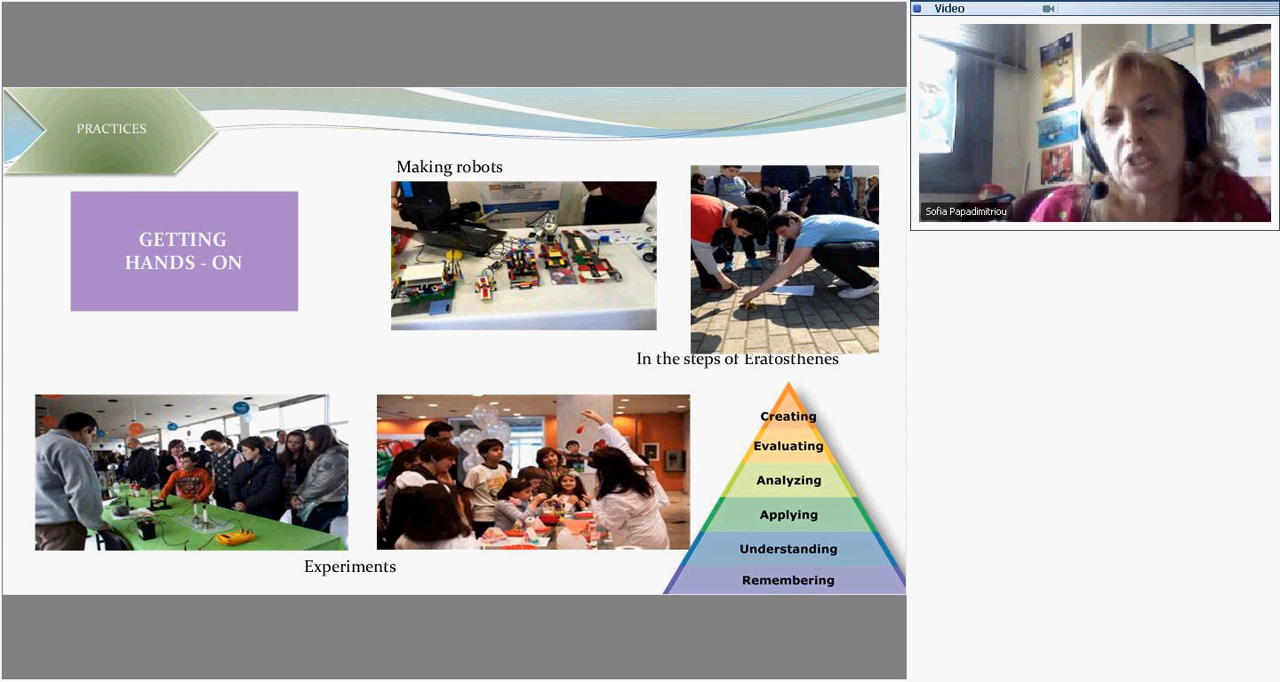 Video
PRACTICES
Sofia Papadimitriou
Making robots
GETTING
HANDS - ON
In the steps of Eratosthenes
Creating
Evaluating
Analyzing
Applying
Understanding
Remembering
Experiments